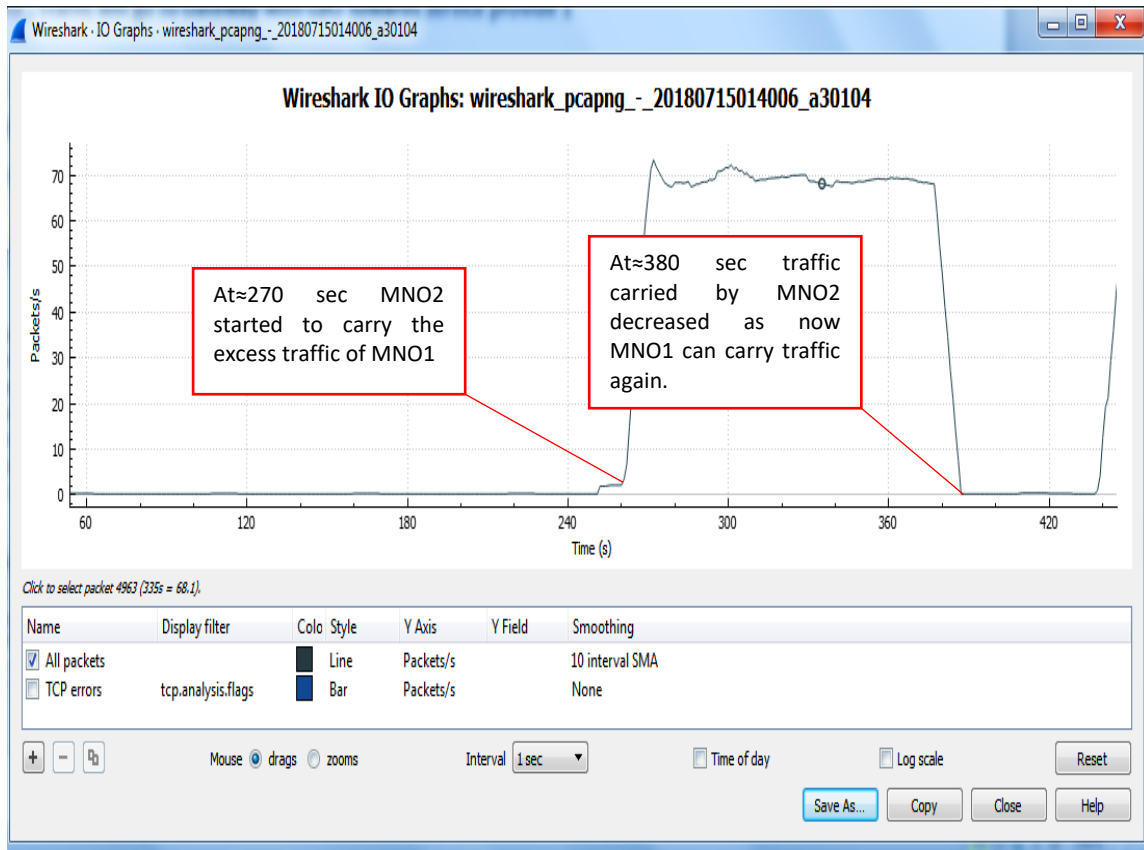 Wireshark · IO Graphs · wireshark_pcapng_-_20180715014006_a30104
Wireshark IO Graphs: wireshark_pcapng_-_20180715014006_a30104
70
60
50
40
30
20
10
0
Packets/s
At≈270 sec MNO2
started to carry the
excess traffic of MNO1
At≈380 sec traffic
carried by MNO2
decreased as now
MNO1 can carry traffic
again.
60 120 180 240 300 360 420
Time (s)
Click to select packet 4963 (335s = 68.1).
Name Display filter Colo Style Y Axis Y Field Smoothing
All packets Line Packets/s 10 interval SMA
TCP errors tcp.analysis.flags Bar Packets/s None
Mouse drags zooms Interval 1 sec Time of day Log scale Reset
Save As... Copy Close Help